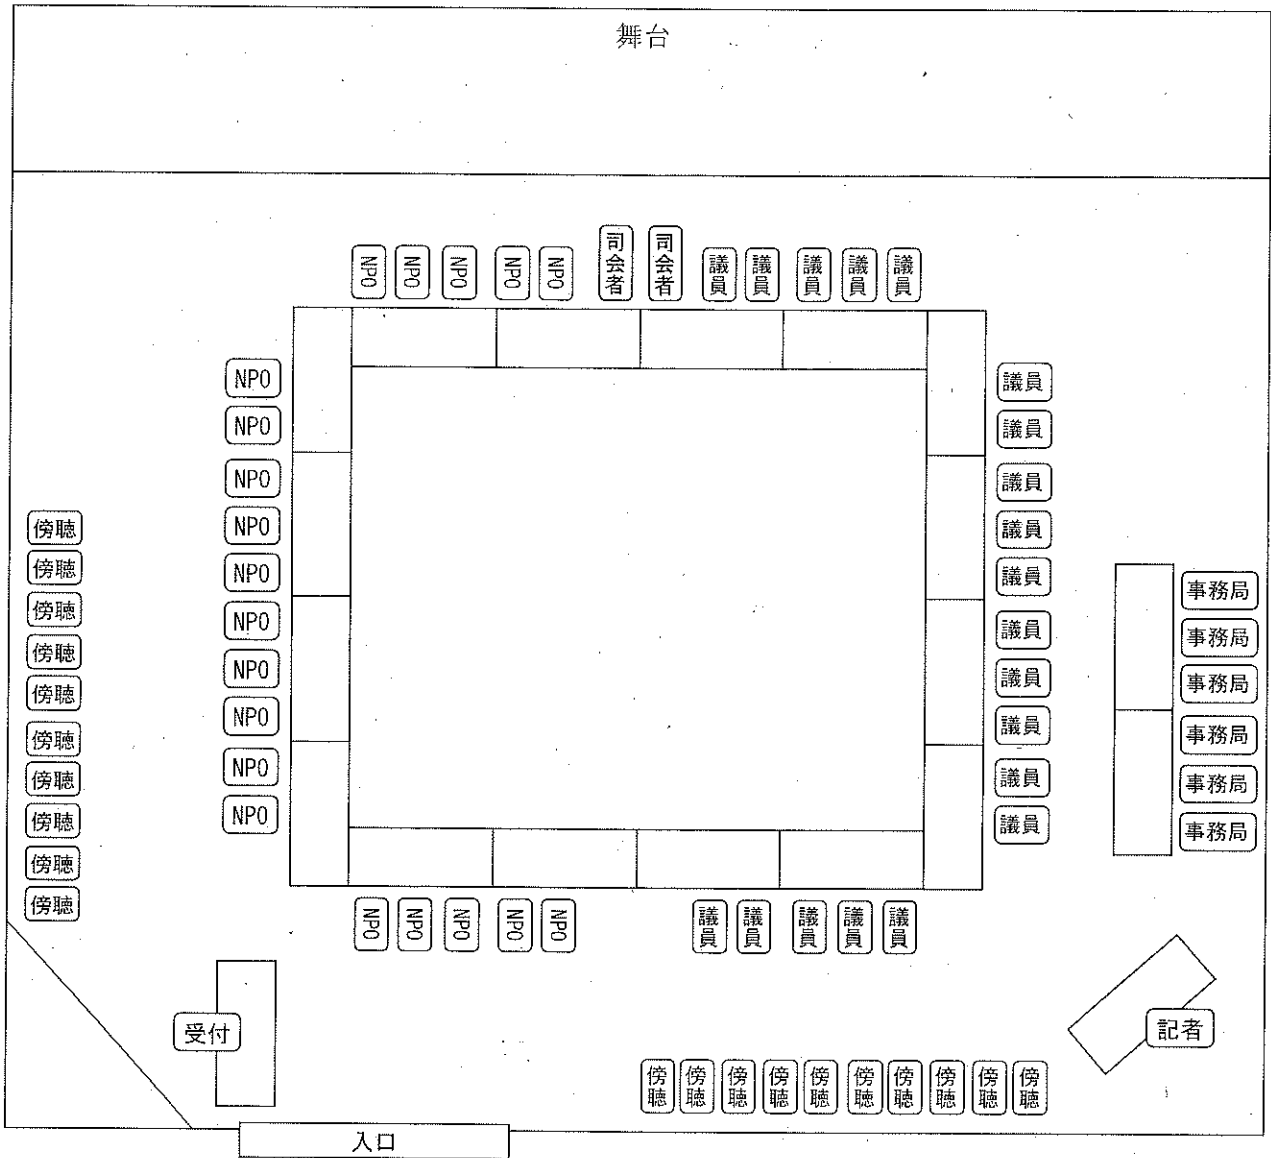 舞台
NPO NPO NPO NPO NPO 司会者 司会者 議員 議員 議員 議員 議員
NPO
NPO
NPO
NPO
NPO
NPO
NPO
NPO
NPO
NPO
議員
議員
議員
議員
議員
議員
議員
議員
議員
議員
傍聴
傍聴
傍聴
傍聴
傍聴
傍聴
傍聴
傍聴
傍聴
傍聴
事務局
事務局
事務局
事務局
事務局
事務局
NPO NPO NPO NPO NPO 議員 議員 議員 議員 議員
受付
記者
傍聴 傍聴 傍聴 傍聴 傍聴 傍聴 傍聴 傍聴 傍聴 傍聴
入口